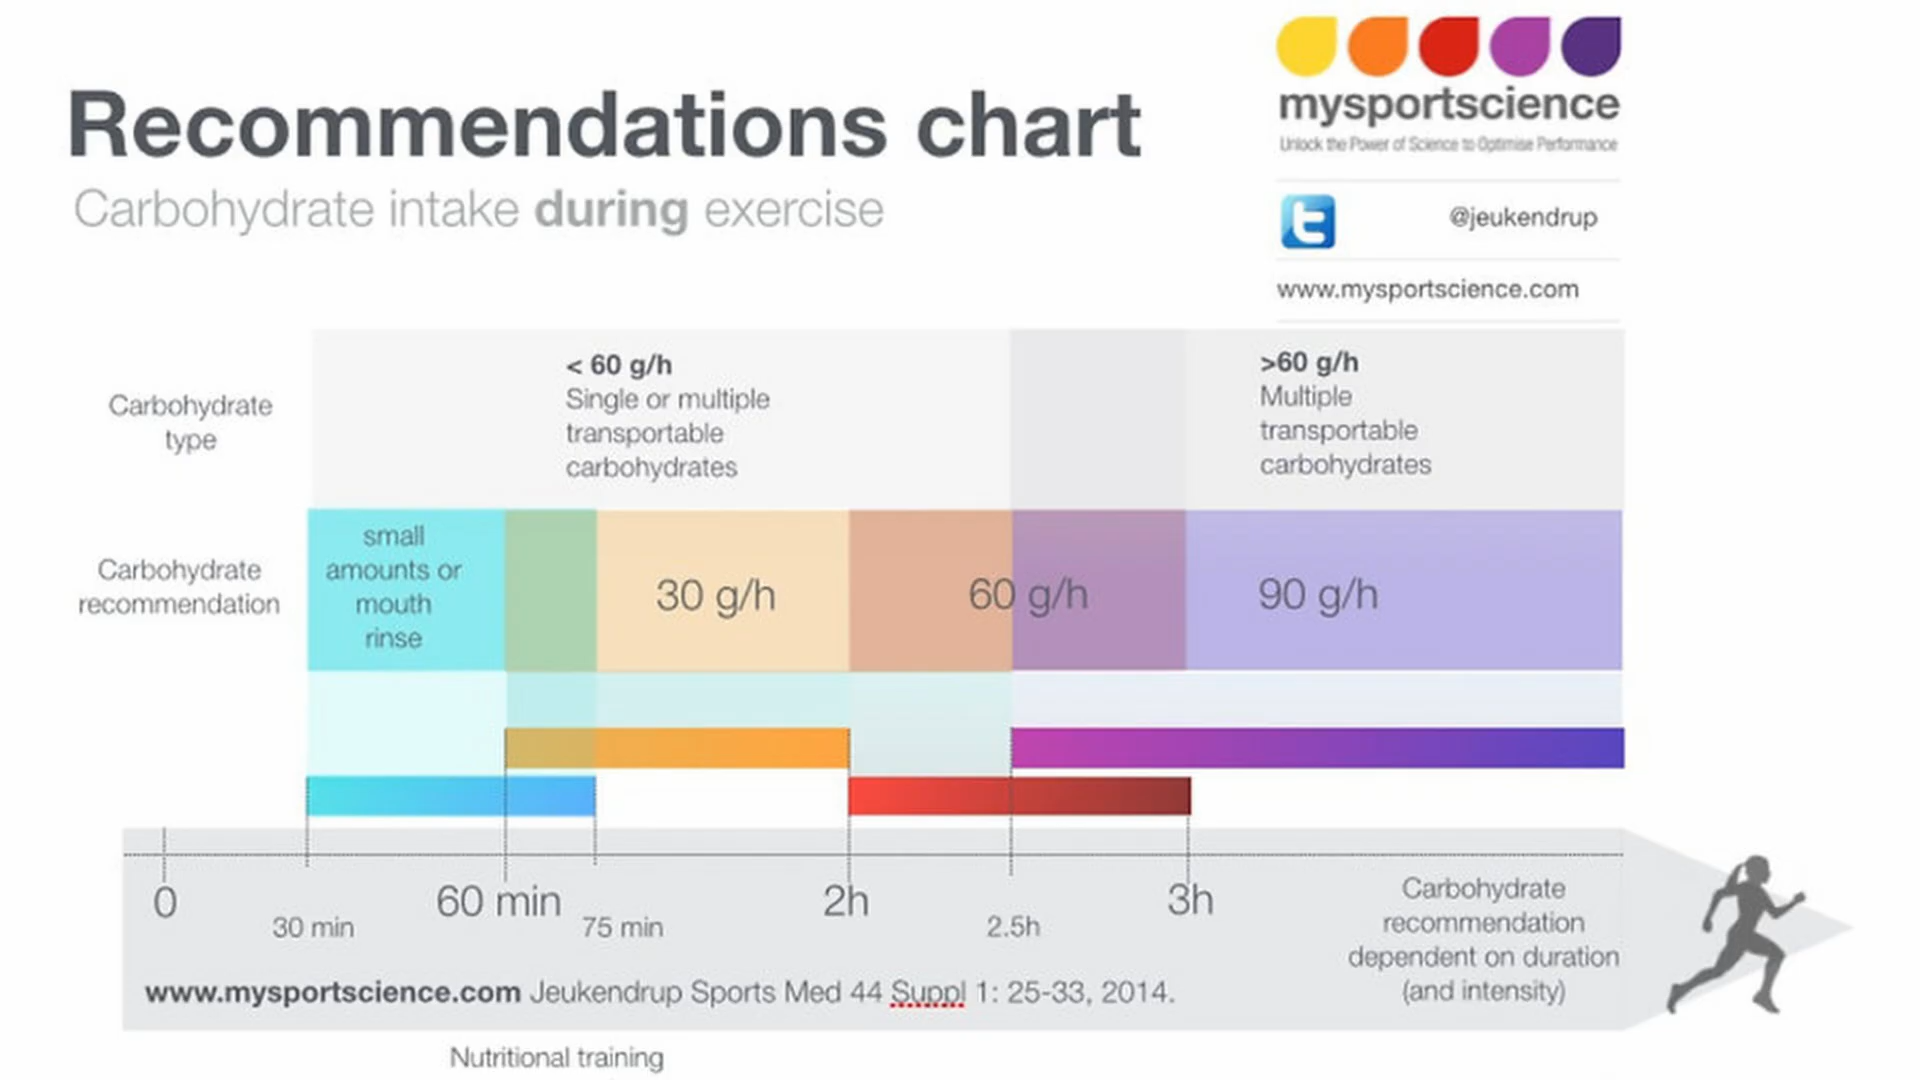 Recommendations chart
Carbohydrate intake during exercise
mysportscience
Unlock the Power of Science to Optimise Performance
@jeukendrup
www.mysportscience.com
Carbohydrate
type
< 60 g/h
Single or multiple
transportable
carbohydrates
>60 g/h
Multiple
transportable
carbohydrates
Carbohydrate
recommendation
small
amounts or
mouth
rinse
30 g/h
60 g/h
90 g/h
0
30 min
60 min
75 min
2h
2.5h
3h
Carbohydrate
recommendation
dependent on duration
(and intensity)
www.mysportscience.com Jeukendrup Sports Med 44 Suppl 1: 25-33, 2014.
Nutritional training